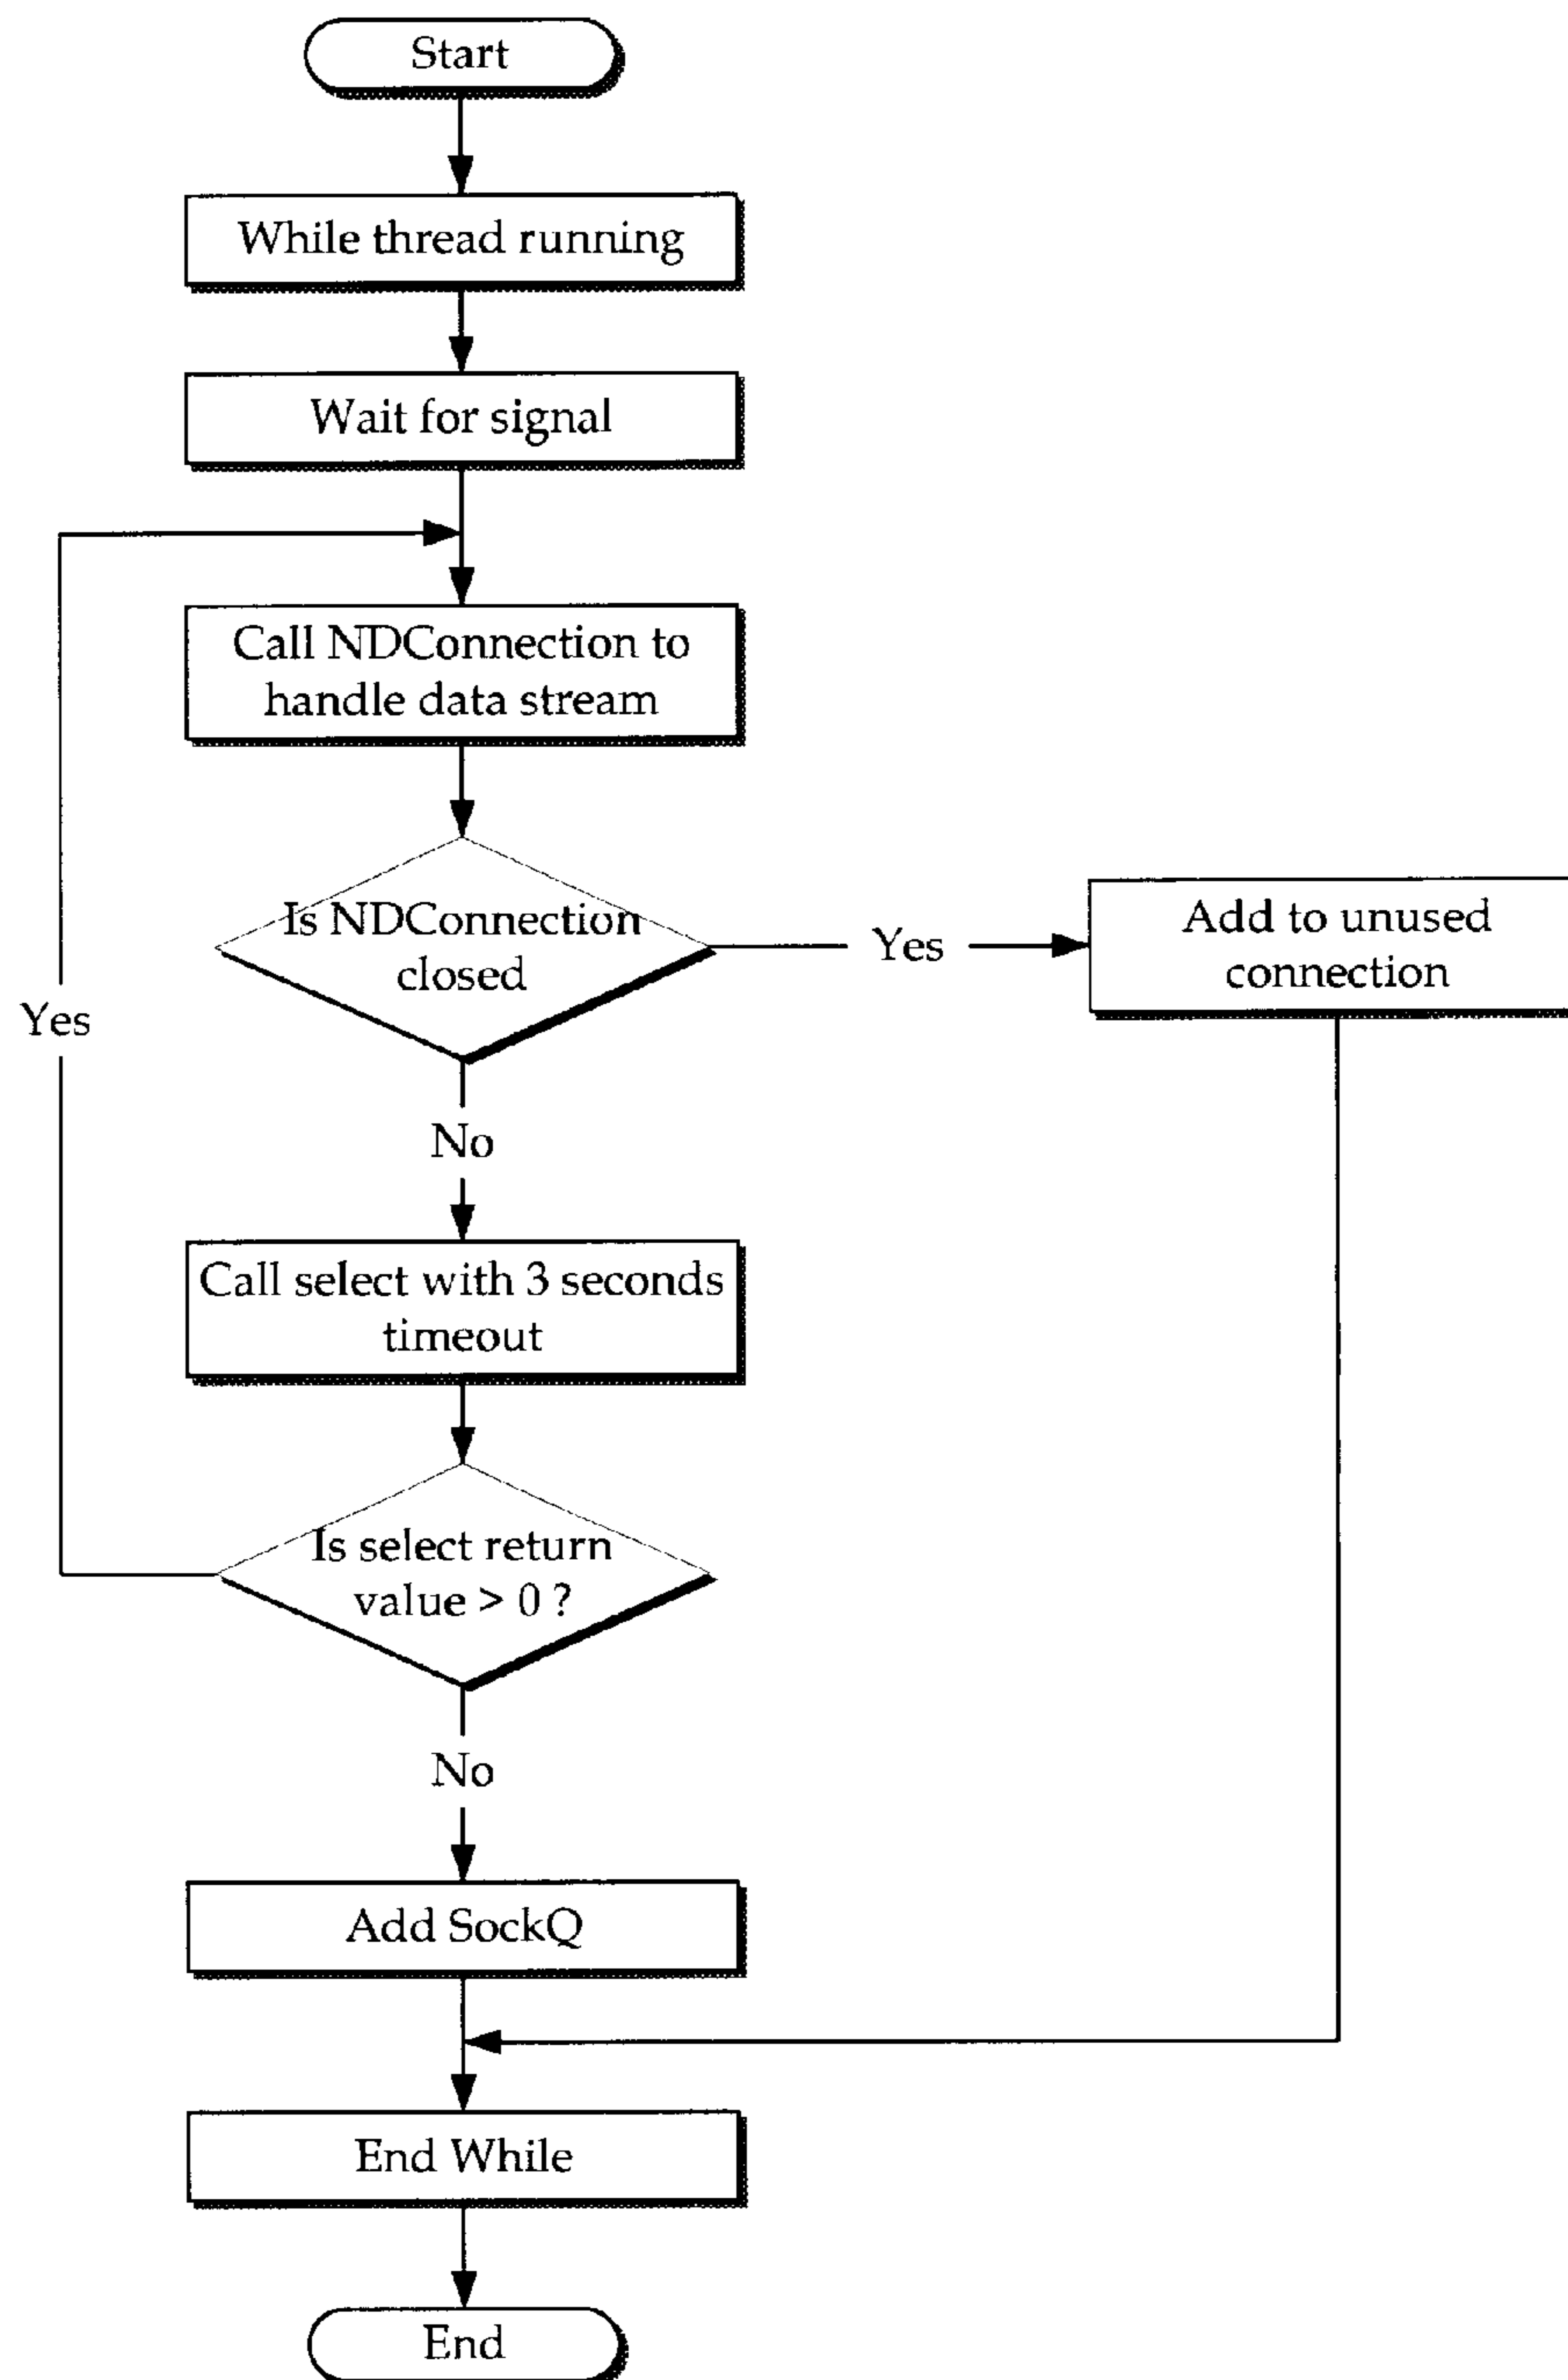 Start
While thread running
Wait for signal
Call NDConnection to
handle data stream
Is NDConnection
closed
Yes
Add to unused
connection
Yes
No
Call select with 3 seconds
timeout
Is select return
value > 0 ?
No
Add SockQ
End While
End